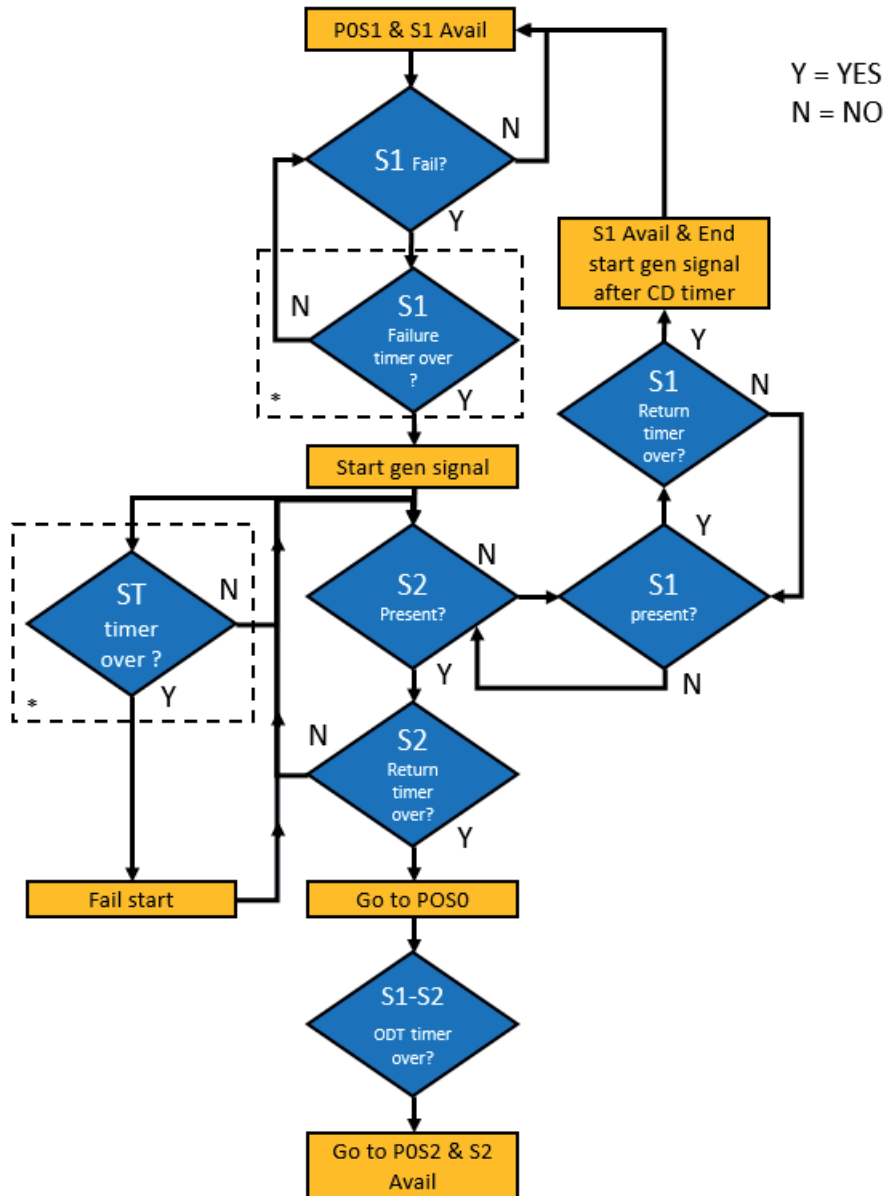 P0S1 & S1 Avail
Y = YES
N = NO
N
S1 Fail?
Y
S1 Avail & End
start gen signal
after CD timer
N
S1
Failure
timer over
?
Y
*
Y
S1
Return
timer
over?
N
Start gen signal
ST
timer
over ?
N
Y
*
S2
Present?
N
Y
Y
S1
present?
N
N
S2
Return
timer
over?
Y
Fail start
Go to POS0
S1-S2
ODT timer
over?
Go to P0S2 & S2
Avail